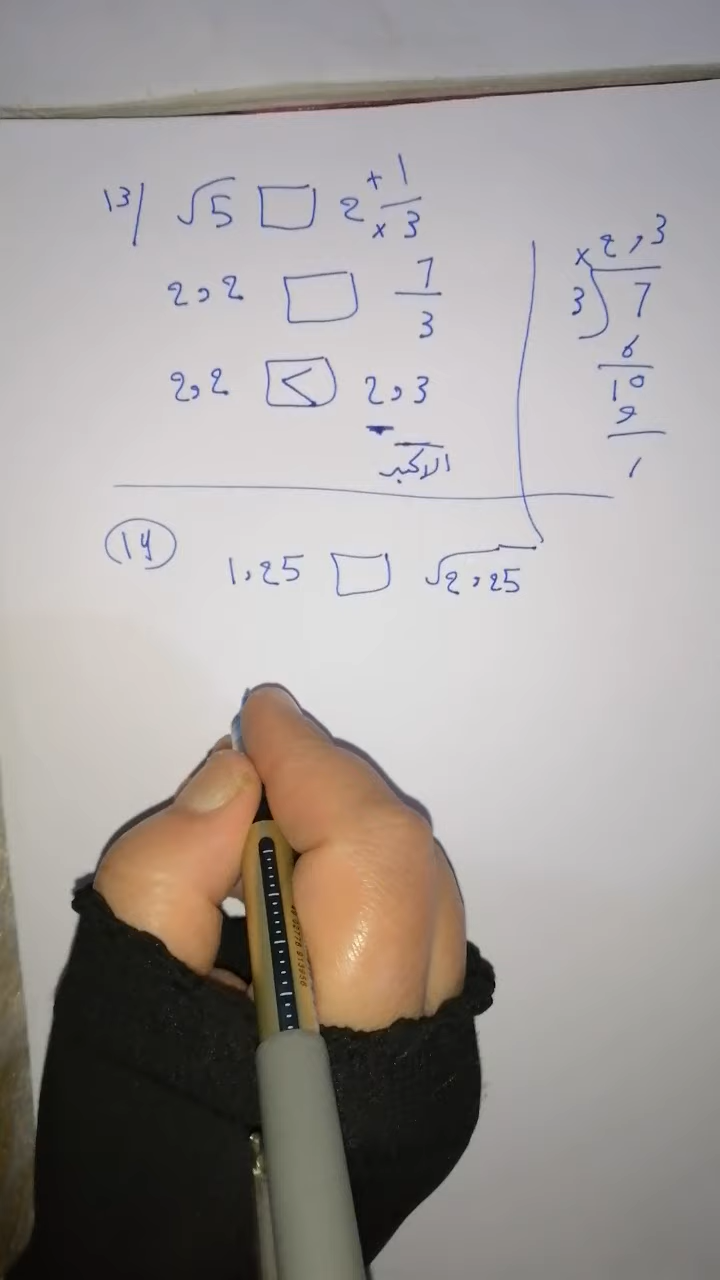 13/ √5 □ 2 + 1/3 ×
2,2 □ 7/3
2,2 < 2,3
الاكبر
× 2,3
3 ) 7
6
10
9
1
14 1,25 □ √2,25